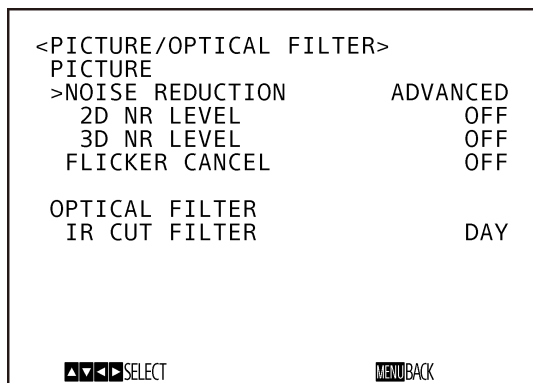 <PICTURE/OPTICAL FILTER>
PICTURE
>NOISE REDUCTION ADVANCED
2D NR LEVEL OFF
3D NR LEVEL OFF
FLICKER CANCEL OFF
OPTICAL FILTER
IR CUT FILTER DAY
▲▼◀▶SELECT MENU BACK